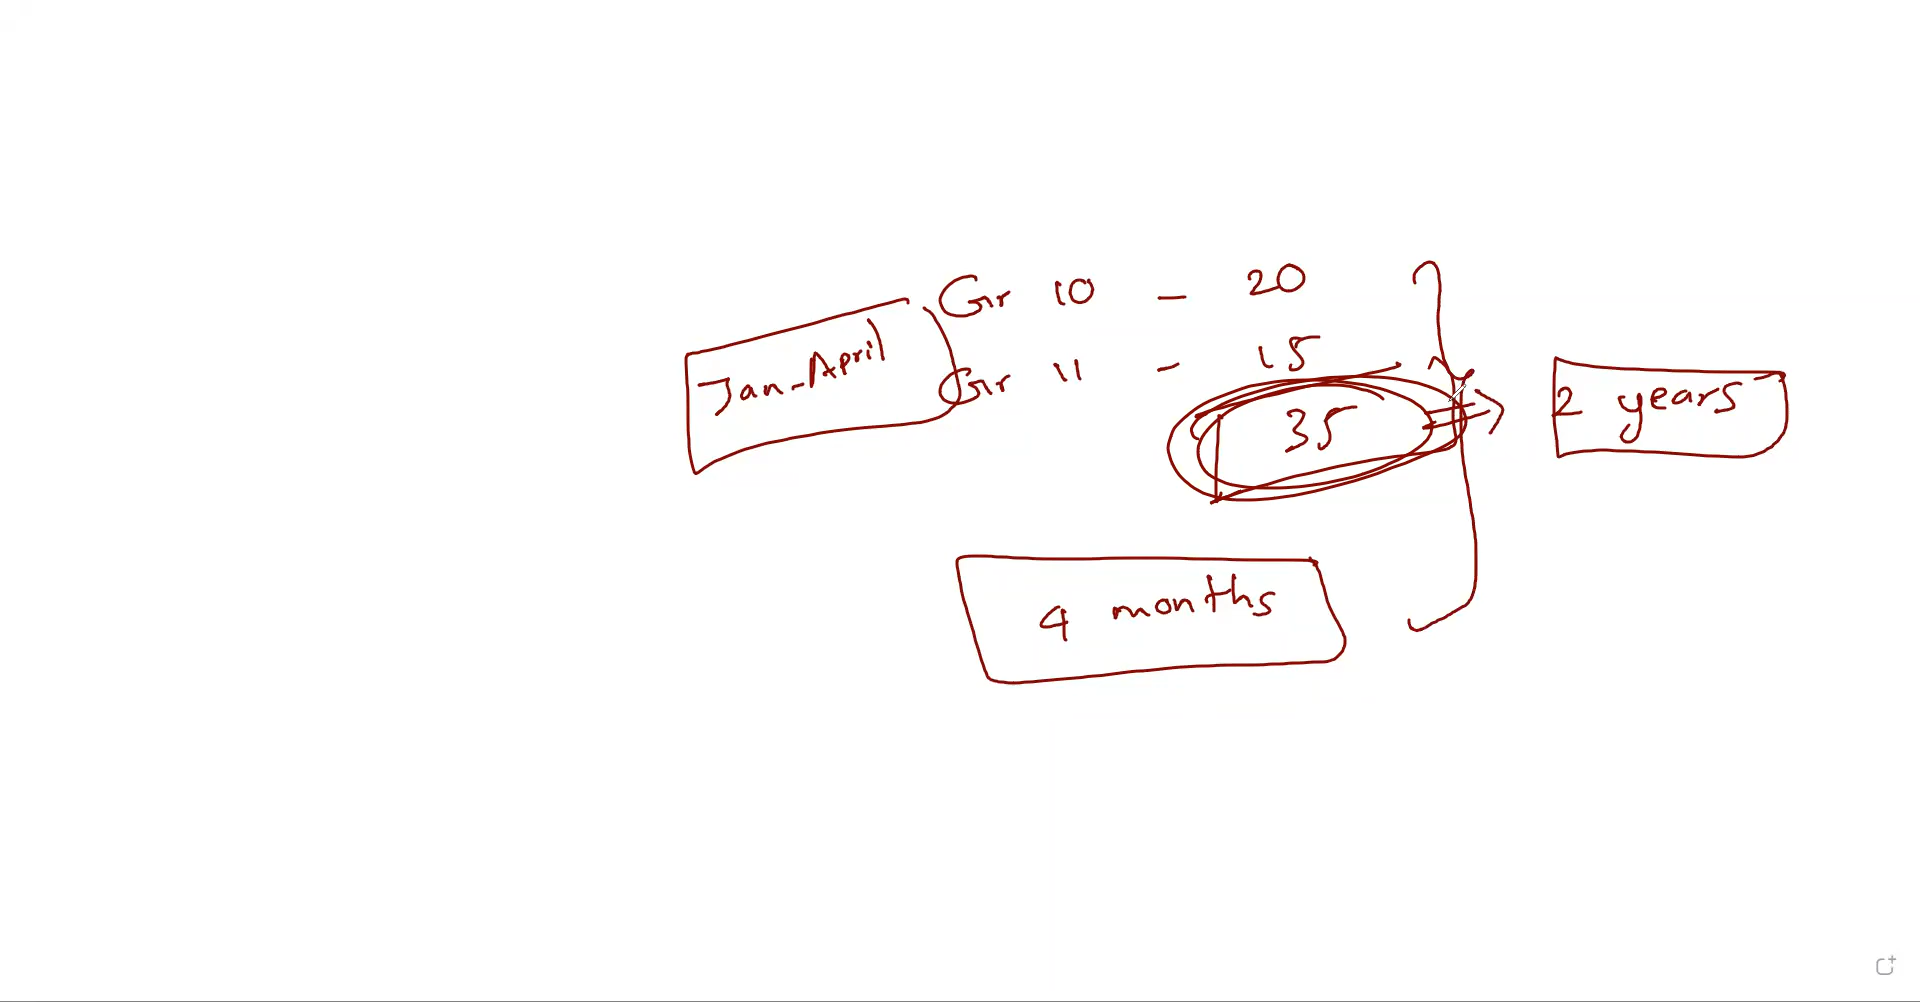 Gr 10 - 20
Jan-April
Gr 11 - 15
35
2 years
4 months